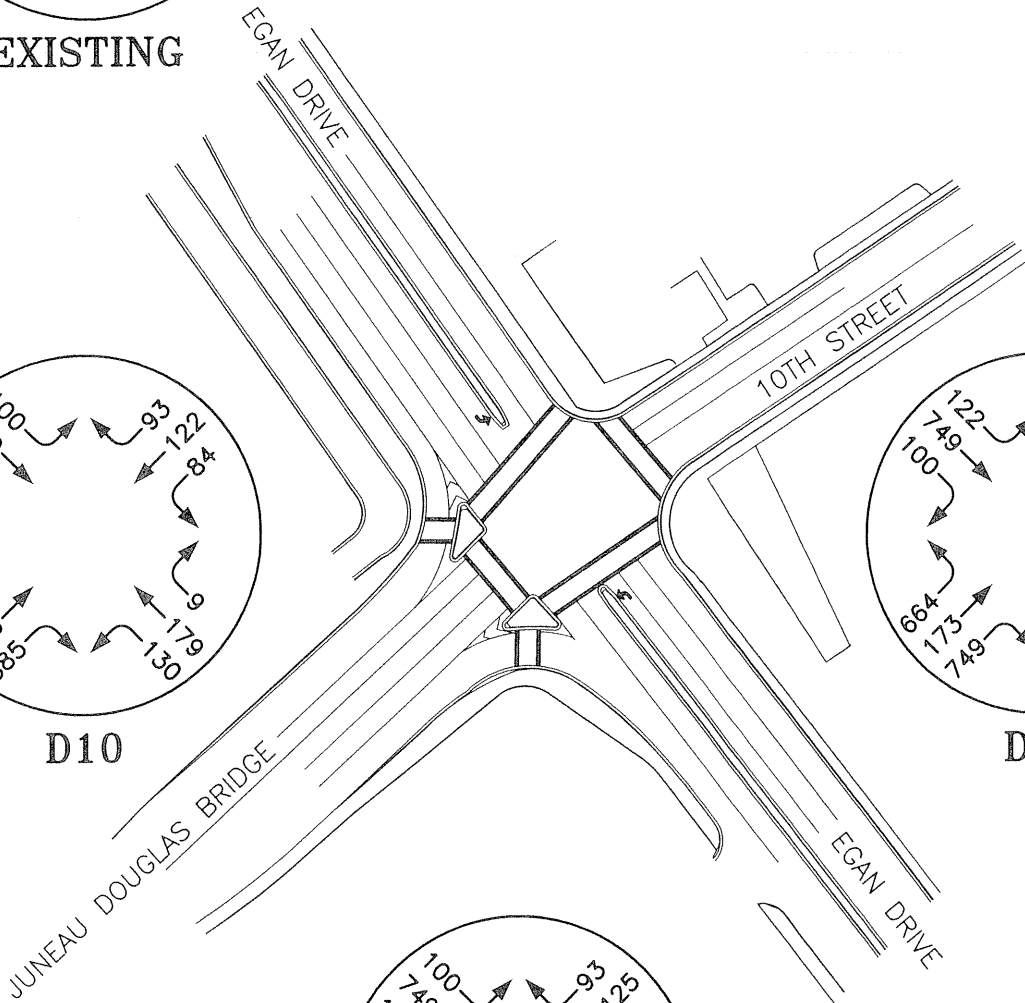 EXISTING
EGAN DRIVE
10TH STREET
93
122
84
9
179
130
D10
122
749
100
664
173
749
JUNEAU DOUGLAS BRIDGE
EGAN DRIVE
100
93